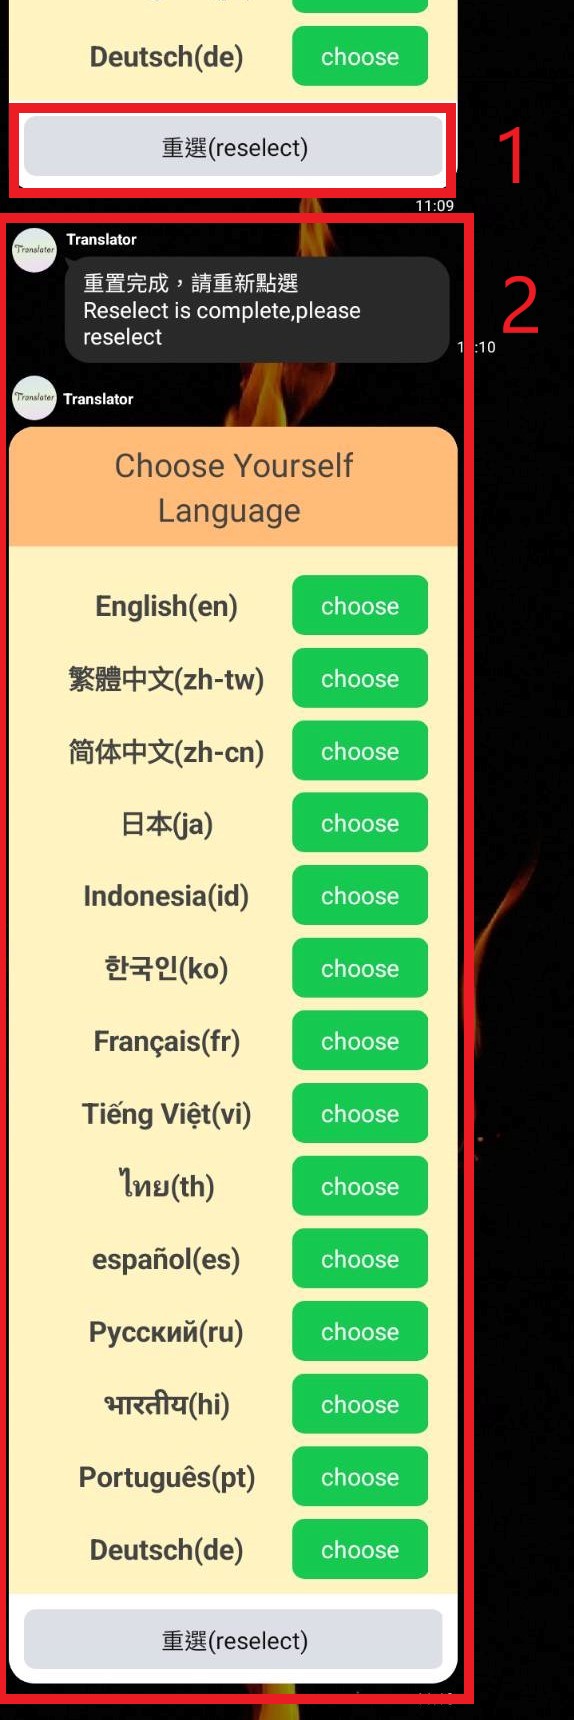 Deutsch(de)
choose
重選(reselect)
1
11:09
Translater
Translator
重置完成，請重新點選
Reselect is complete,please
reselect
2
:10
Translater
Translator
Choose Yourself
Language
English(en)
choose
繁體中文(zh-tw)
choose
简体中文(zh-cn)
choose
日本(ja)
choose
Indonesia(id)
choose
한국인(ko)
choose
Français(fr)
choose
Tiếng Việt(vi)
choose
ไทย(th)
choose
español(es)
choose
Русский(ru)
choose
भारतीय(hi)
choose
Português(pt)
choose
Deutsch(de)
choose
重選(reselect)